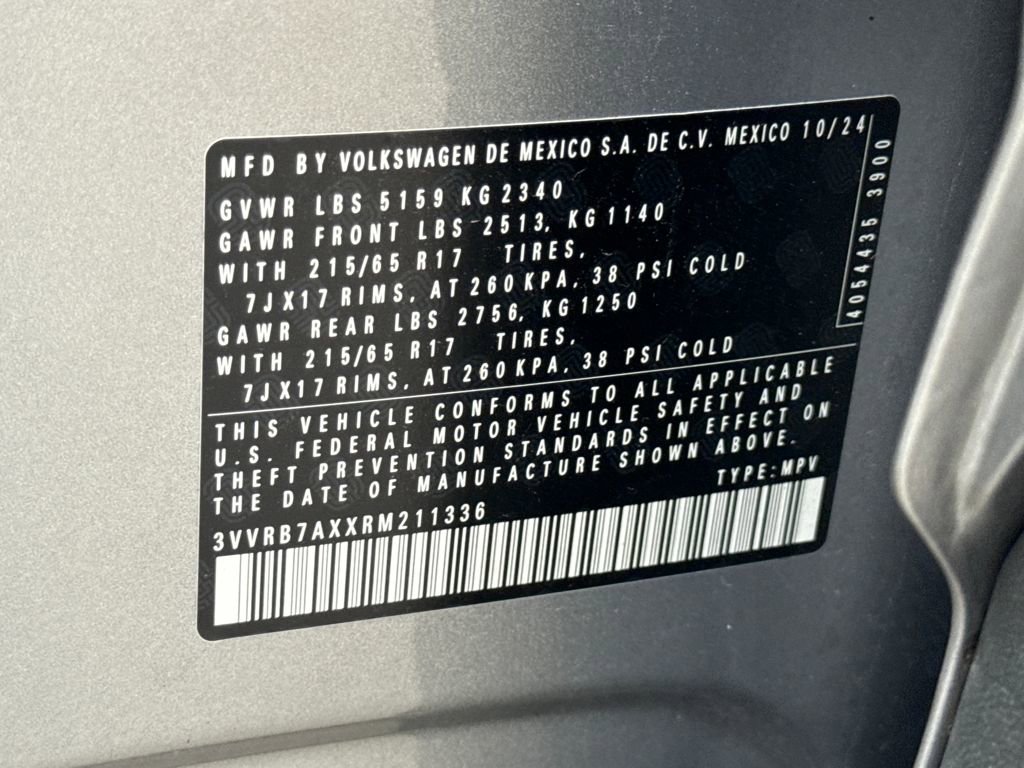 MFD BY VOLKSWAGEN DE MEXICO S.A. DE C.V. MEXICO 10/24
GVWR LBS 5159 KG 2340
GAWR FRONT LBS 2513, KG 1140
WITH 215/65 R17 TIRES,
7JX17 RIMS, AT 260KPA, 38 PSI COLD
GAWR REAR LBS 2756, KG 1250
WITH 215/65 R17 TIRES,
7JX17 RIMS, AT 260KPA, 38 PSI COLD
4054435 3900
THIS VEHICLE CONFORMS TO ALL APPLICABLE
U.S. FEDERAL MOTOR VEHICLE SAFETY AND
THEFT PREVENTION STANDARDS IN EFFECT ON
THE DATE OF MANUFACTURE SHOWN ABOVE.
3VVRB7AXXRM211336 TYPE:MPV